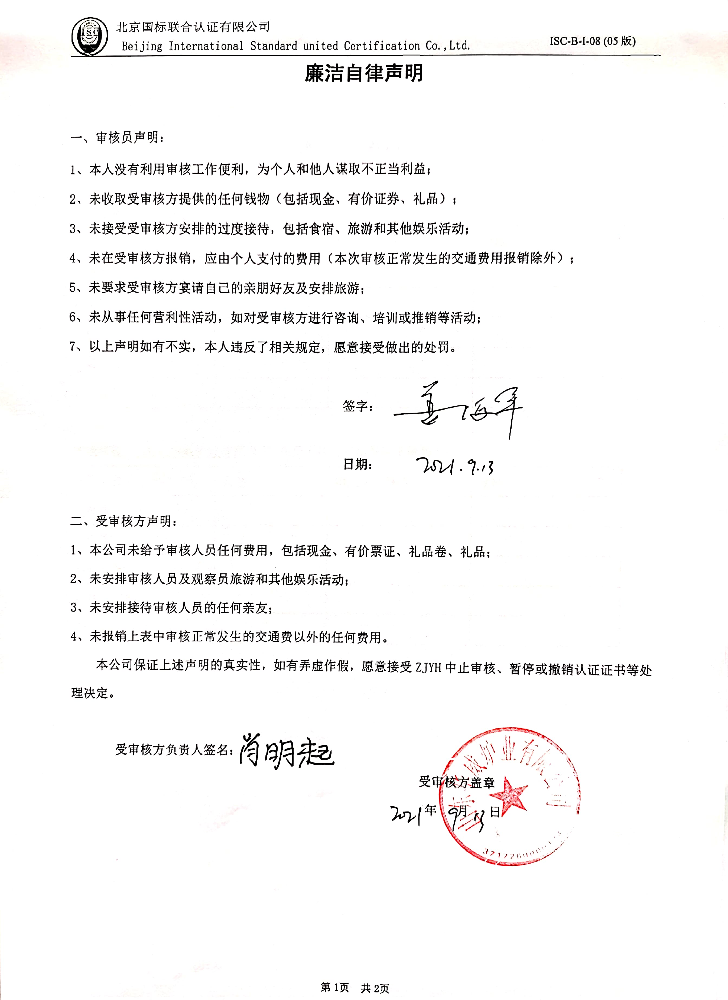 ISC
北京国标联合认证有限公司
Beijing International Standard united Certification Co.,Ltd.
ISC-B-I-08 (05 版)
廉洁自律声明
一、审核员声明：
1、本人没有利用审核工作便利，为个人和他人谋取不正当利益；
2、未收取受审核方提供的任何钱物（包括现金、有价证券、礼品）；
3、未接受受审核方安排的过度接待，包括食宿、旅游和其他娱乐活动；
4、未在受审核方报销，应由个人支付的费用（本次审核正常发生的交通费用报销除外）；
5、未要求受审核方宴请自己的亲朋好友及安排旅游；
6、未从事任何营利性活动，如对受审核方进行咨询、培训或推销等活动；
7、以上声明如有不实，本人违反了相关规定，愿意接受做出的处罚。
签字： 姜海军
日期： 2021.9.13
二、受审核方声明：
1、本公司未给予审核人员任何费用，包括现金、有价票证、礼品卷、礼品；
2、未安排审核人员及观察员旅游和其他娱乐活动；
3、未安排接待审核人员的任何亲友；
4、未报销上表中审核正常发生的交通费以外的任何费用。
本公司保证上述声明的真实性，如有弄虚作假，愿意接受 ZJYH 中止审核、暂停或撤销认证证书等处
理决定。
受审核方负责人签名：肖明起
威炉业有限公司
受审核方盖章
2021年 9月 13日
第 1页 共 2页